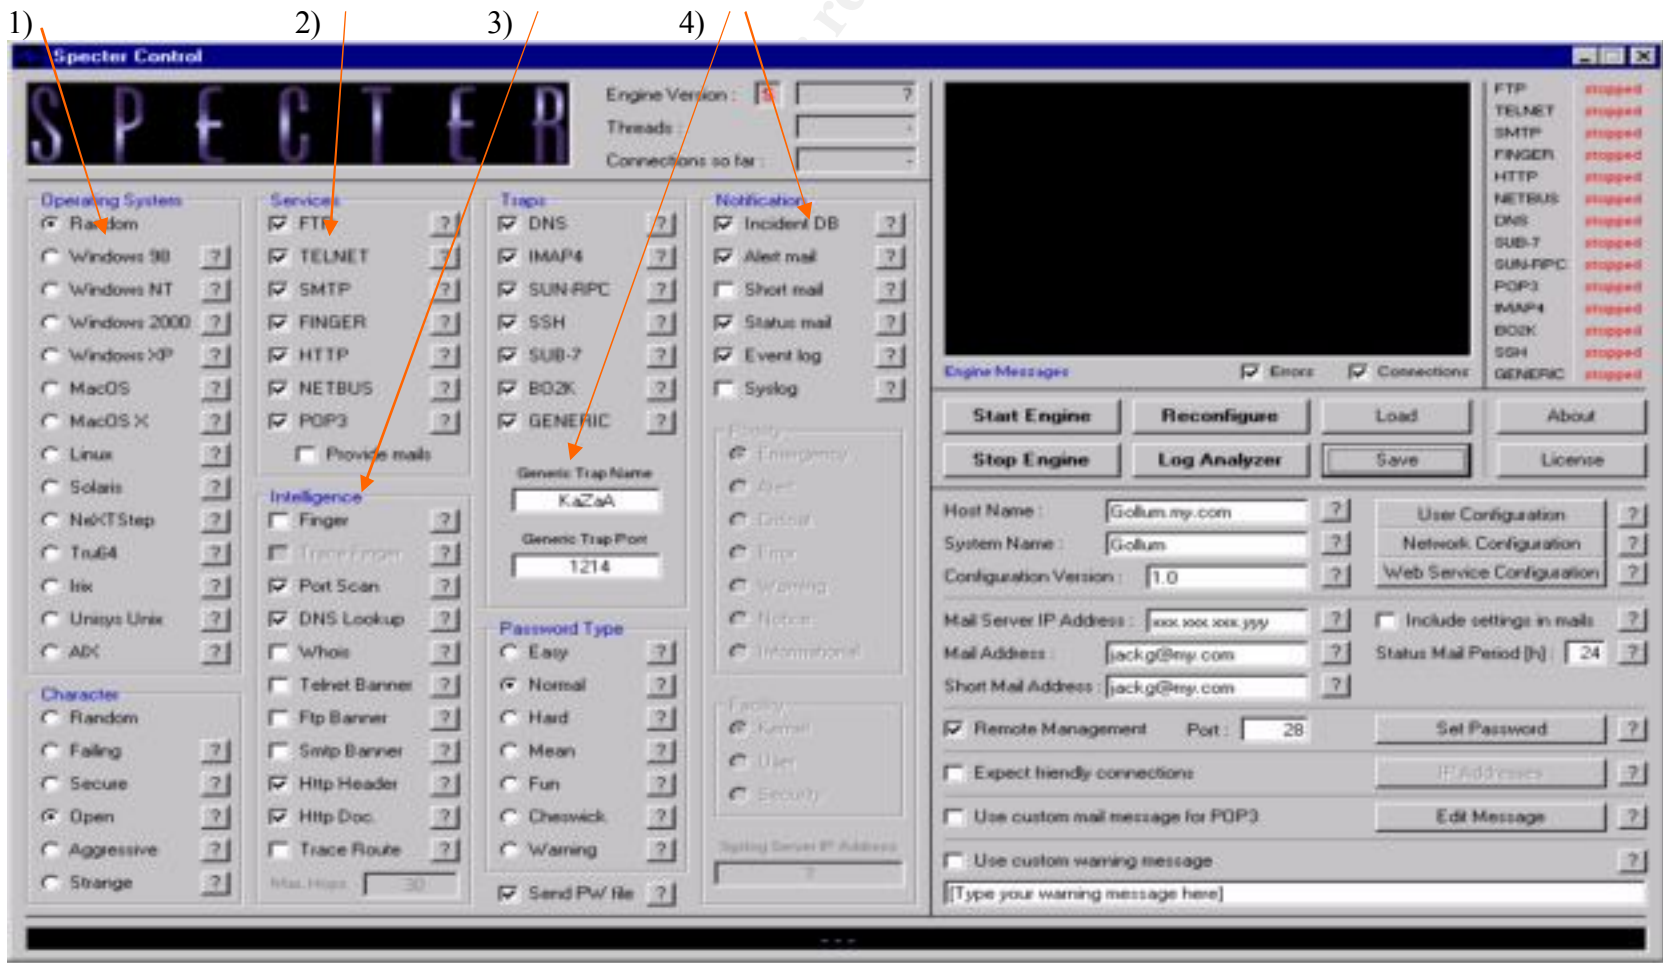 1) 2) 3) 4)
Specter Control
SPECTER
Engine Version : S ?
Threads : -
Connections so far : -
Operating System
Random
Windows 98 ?
Windows NT ?
Windows 2000 ?
Windows XP ?
MacOS ?
MacOS X ?
Linux ?
Solaris ?
NeXTStep ?
Tru64 ?
Irix ?
Unisys Unix ?
AIX ?
Character
Random
Failing ?
Secure ?
Open ?
Aggressive ?
Strange ?
Services
FTP ?
TELNET ?
SMTP ?
FINGER ?
HTTP ?
NETBUS ?
POP3 ?
Provide mails
Intelligence
Finger ?
Trace Finger ?
Port Scan ?
DNS Lookup ?
Whois ?
Telnet Banner ?
Ftp Banner ?
Smtp Banner ?
Http Header ?
Http Doc. ?
Trace Route ?
Max. Hops : 30
Traps
DNS ?
IMAP4 ?
SUN-RPC ?
SSH ?
SUB-7 ?
BO2K ?
GENERIC ?
Generic Trap Name
KaZaA
Generic Trap Port
1214
Password Type
Easy ?
Normal ?
Hard ?
Mean ?
Fun ?
Cheswick ?
Warning ?
Send PW file ?
Notification
Incident DB ?
Alert mail ?
Short mail ?
Status mail ?
Event log ?
Syslog ?
Priority
Emergency
Alert
Critical
Error
Warning
Notice
Informational
Facility
Kernel
User
Security
Syslog Server IP Address
?
Engine Messages Errors Connections
FTP stopped
TELNET stopped
SMTP stopped
FINGER stopped
HTTP stopped
NETBUS stopped
DNS stopped
SUB-7 stopped
SUN-RPC stopped
POP3 stopped
IMAP4 stopped
BO2K stopped
SSH stopped
GENERIC stopped
Start Engine Reconfigure Load About
Stop Engine Log Analyzer Save License
Host Name : Gollum.my.com ? User Configuration ?
System Name : Gollum ? Network Configuration ?
Configuration Version : 1.0 ? Web Service Configuration ?
Mail Server IP Address : xxx.xxx.xxx.yyy ? Include settings in mails ?
Mail Address : jackg@my.com ? Status Mail Period [h] : 24 ?
Short Mail Address : jackg@my.com ?
Remote Management Port : 28 Set Password ?
Expect friendly connections IP Addresses ?
Use custom mail message for POP3 Edit Message ?
Use custom warning message ?
[Type your warning message here]
- - -